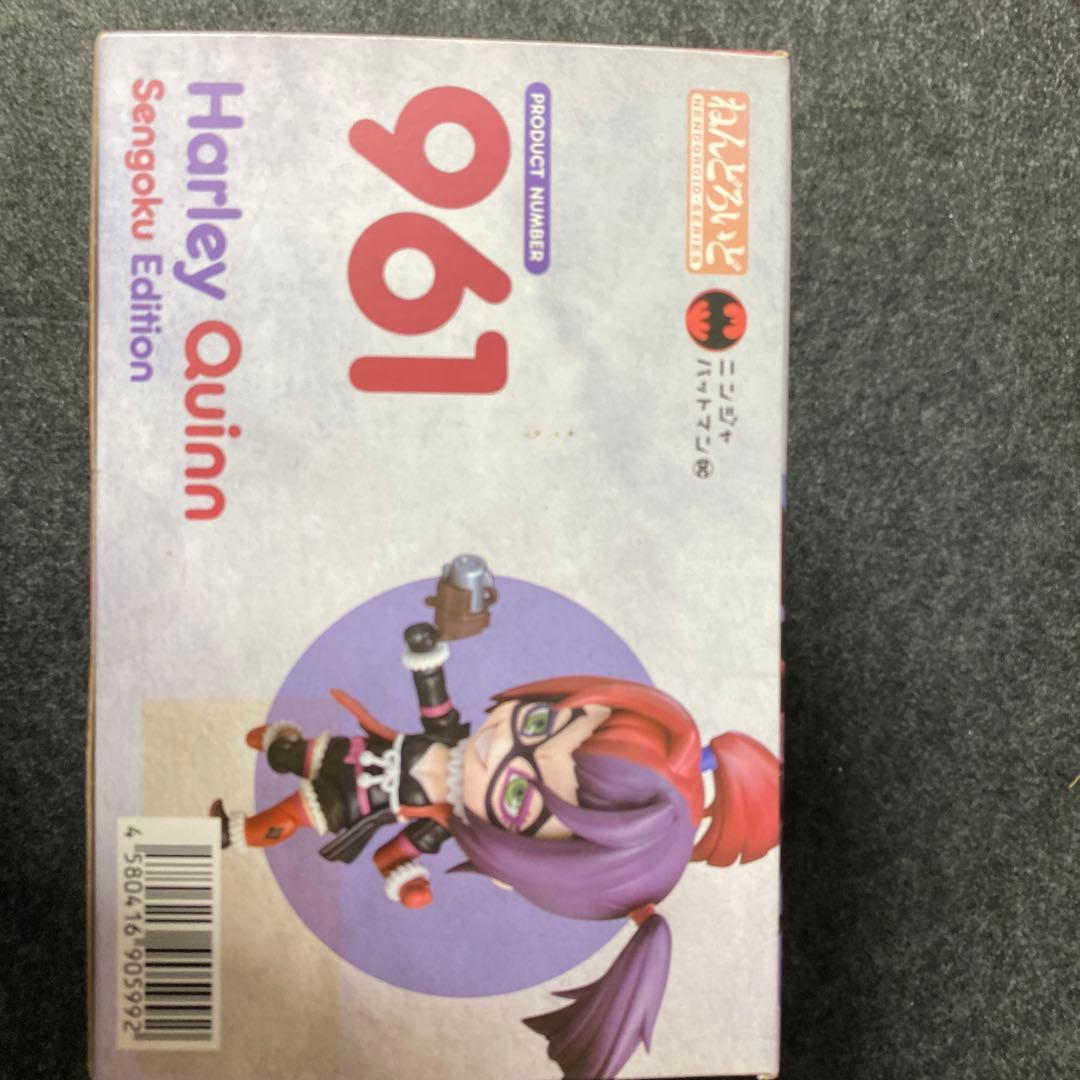 ねんどろいど
NENDOROID・SERIES
ニンジャ
バットマン DC
PRODUCT NUMBER
961
Harley Quinn
Sengoku Edition
4 580416 905992